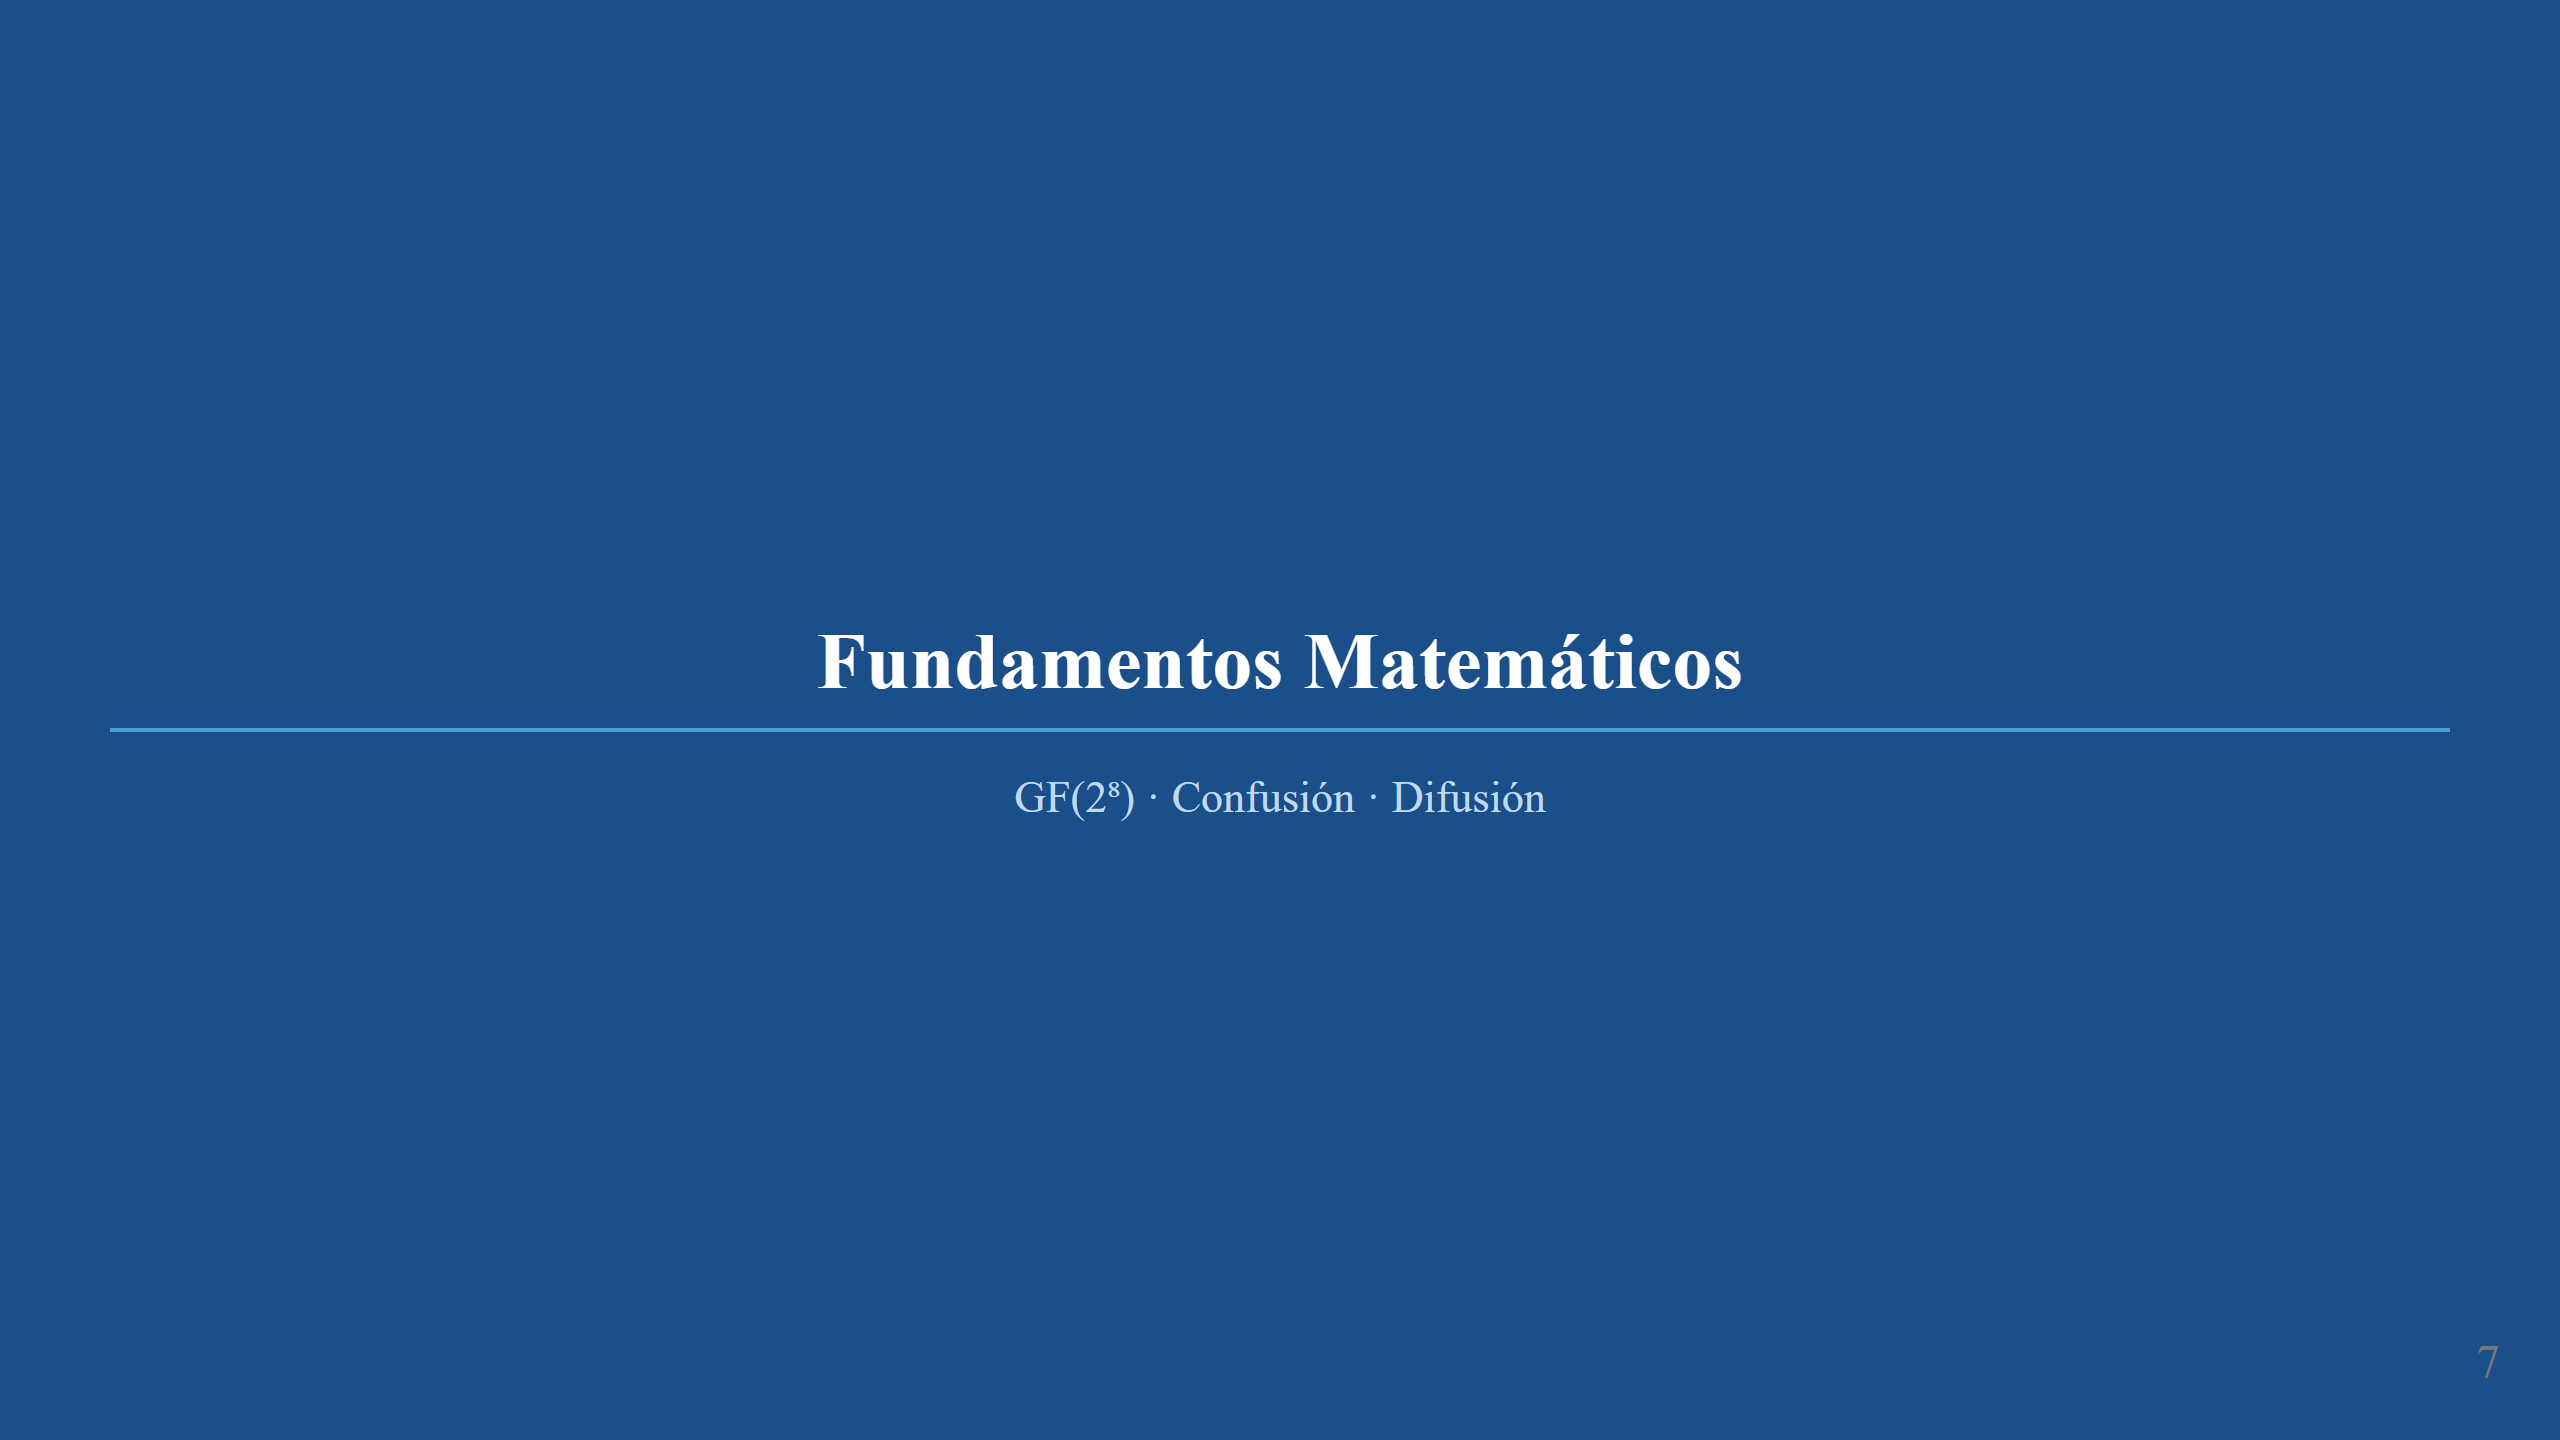 Fundamentos Matemáticos
GF(2⁸) · Confusión · Difusión
7